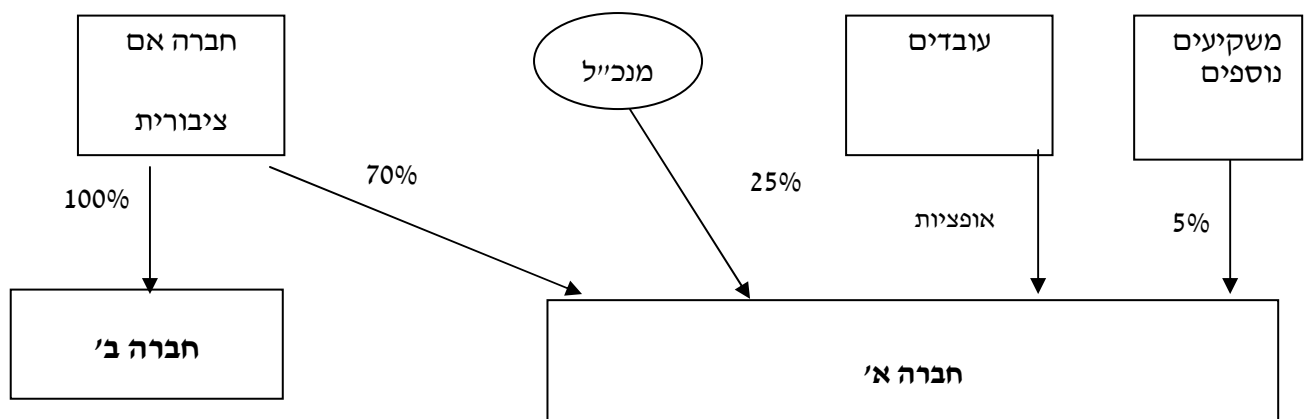 חברה אם
ציבורית
מנכ״ל
עובדים
משקיעים
נוספים
100%
70%
25%
אופציות
5%
חברה ב׳
חברה א׳